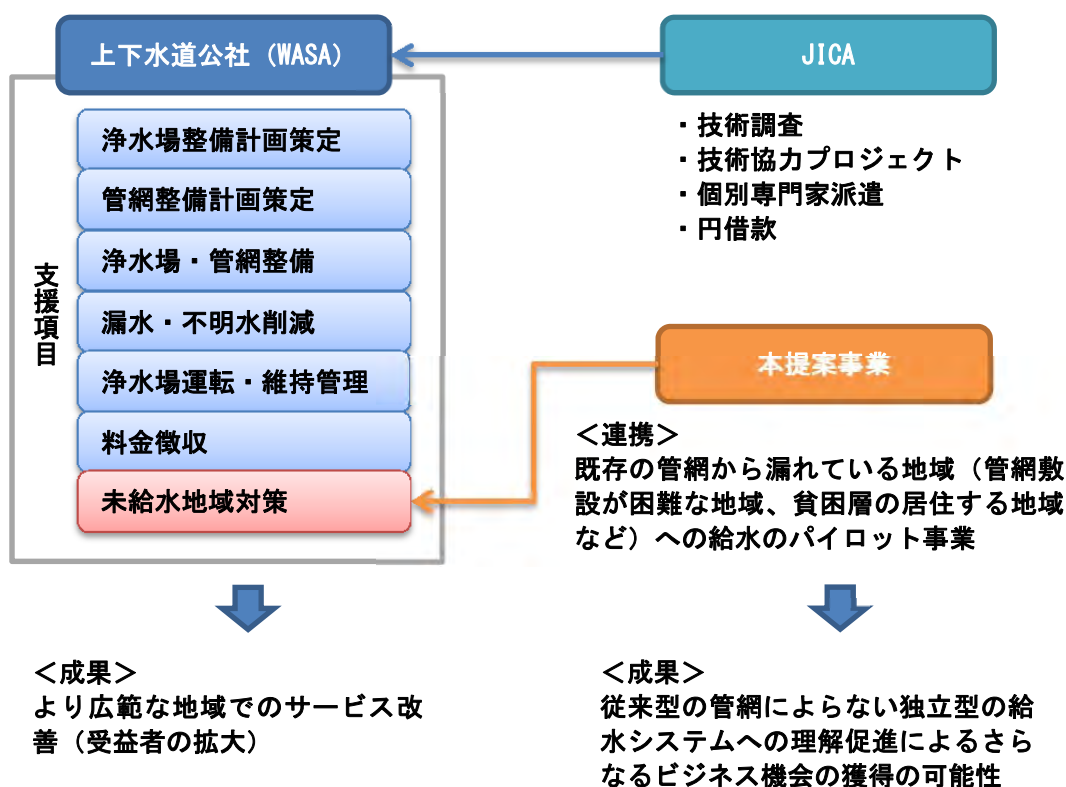 上下水道公社（WASA）
JICA
支援項目
浄水場整備計画策定
管網整備計画策定
浄水場・管網整備
漏水・不明水削減
浄水場運転・維持管理
料金徴収
未給水地域対策
・技術調査
・技術協力プロジェクト
・個別専門家派遣
・円借款
本提案事業
＜連携＞
既存の管網から漏れている地域（管網敷
設が困難な地域、貧困層の居住する地域
など）への給水のパイロット事業
＜成果＞
より広範な地域でのサービス改
善（受益者の拡大）
＜成果＞
従来型の管網によらない独立型の給
水システムへの理解促進によるさら
なるビジネス機会の獲得の可能性